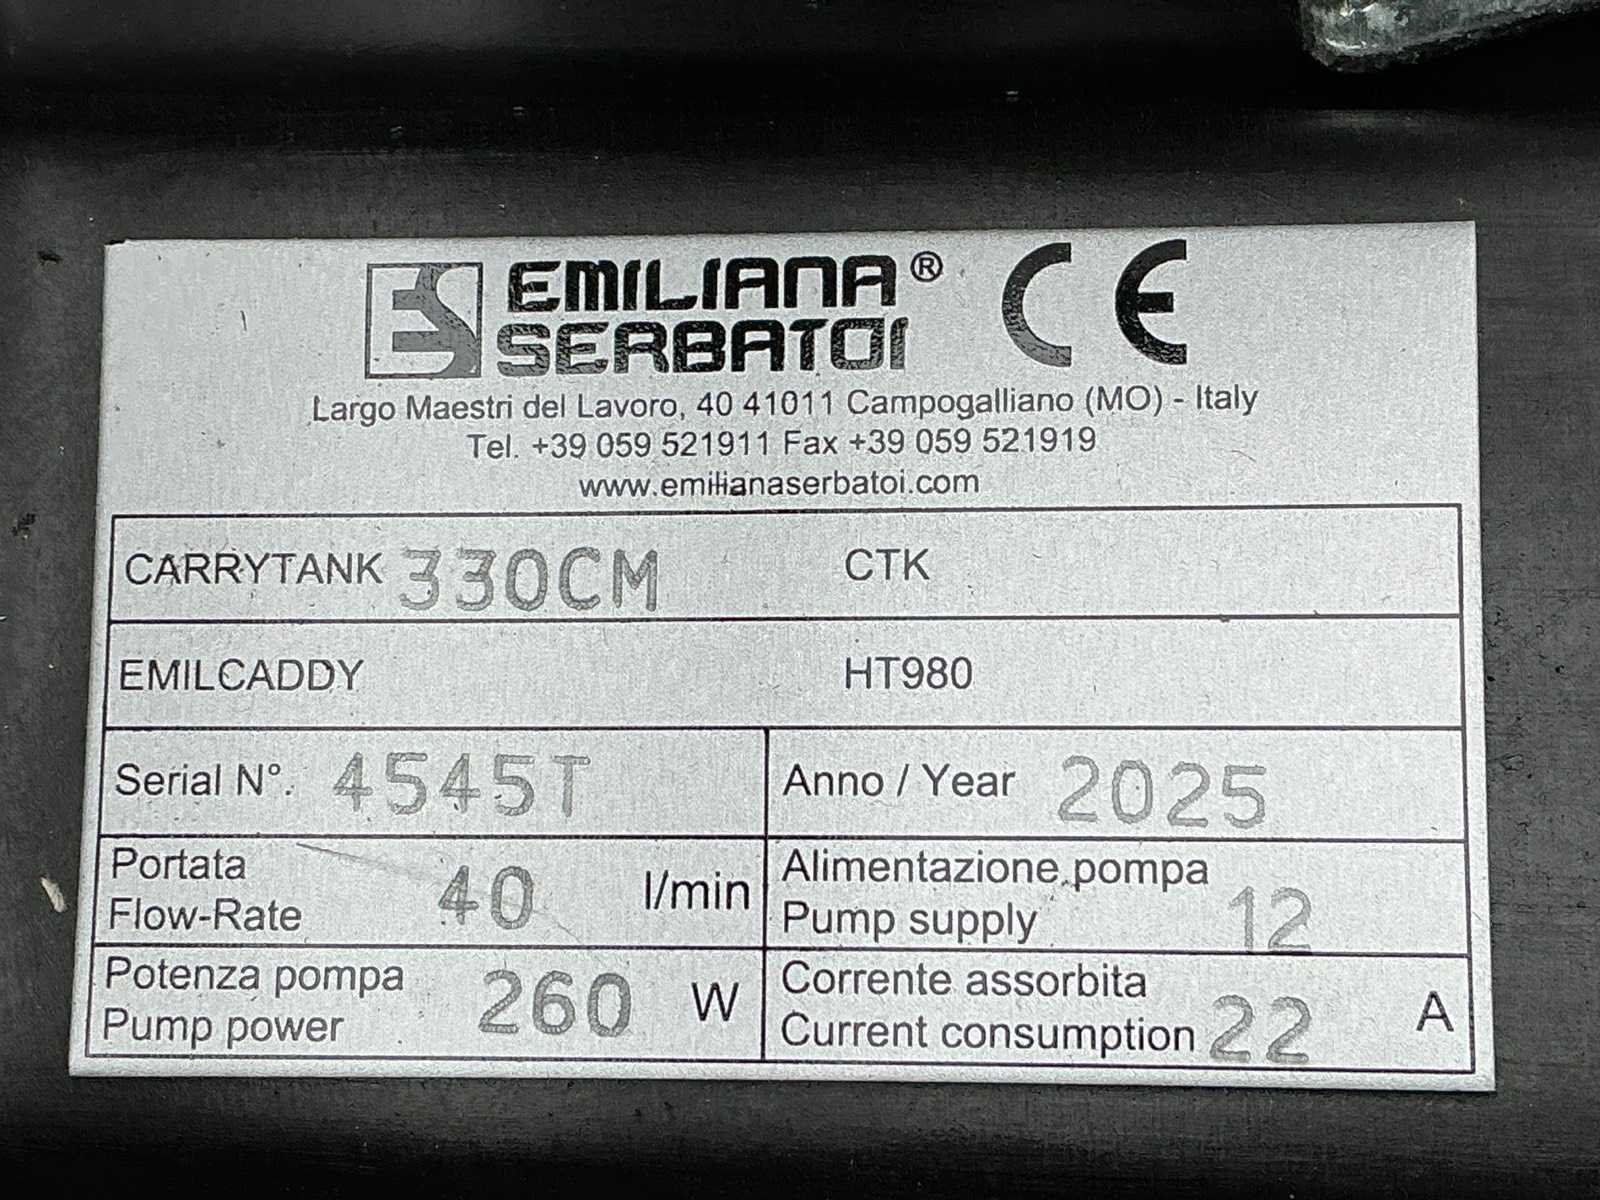 ES EMILIANA®
SERBATOI
CE
Largo Maestri del Lavoro, 40 41011 Campogalliano (MO) - Italy
Tel. +39 059 521911 Fax +39 059 521919
www.emilianaserbatoi.com
CARRYTANK 330CM CTK
EMILCADDY HT980
Serial N°. 4545T Anno / Year 2025
Portata
Flow-Rate 40 l/min
Alimentazione pompa
Pump supply 12
Potenza pompa
Pump power 260 W
Corrente assorbita
Current consumption 22 A